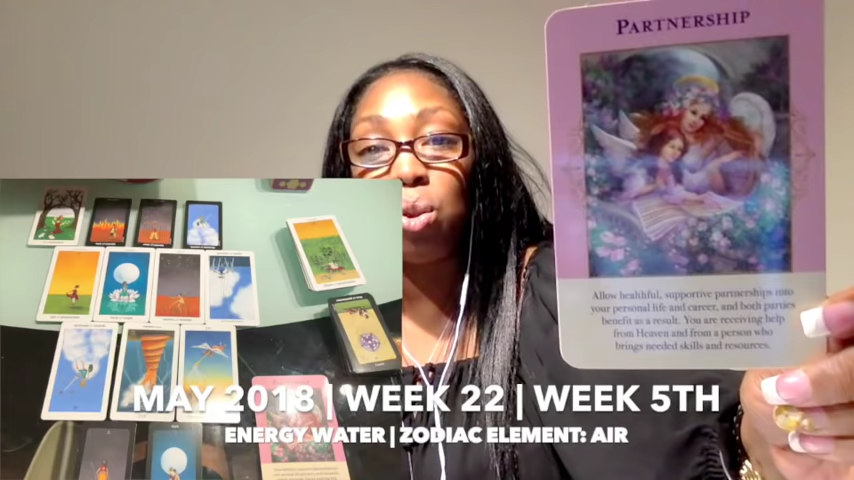 PARTNERSHIP
Allow healthful, supportive partnerships into
your personal life and career, and both parties
benefit as a result. You are receiving help
from Heaven and from a person who
brings needed skills and resources.
MAY 2018 | WEEK 22 | WEEK 5TH
ENERGY WATER | ZODIAC ELEMENT: AIR